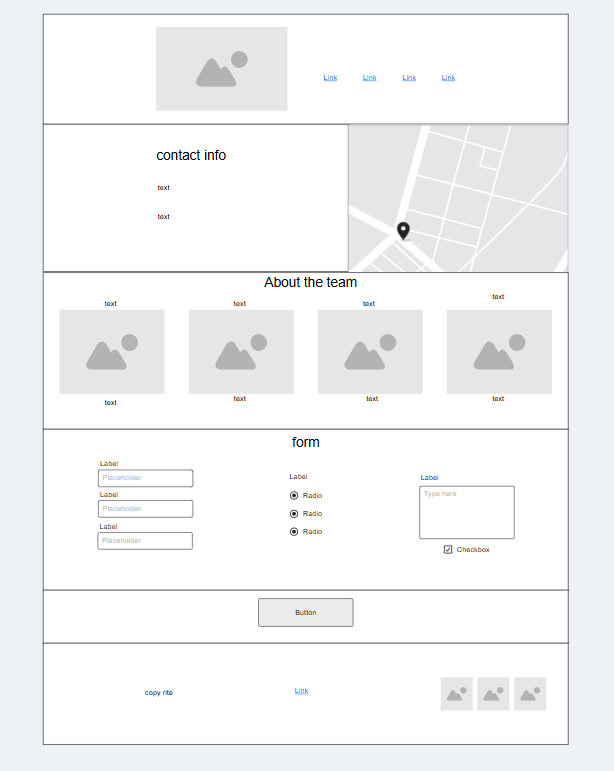 Link Link Link Link
contact info
text
text
About the team
text text text text
text text text text
form
Label
Placeholder
Label
Placeholder
Label
Placeholder
Label
Radio
Radio
Radio
Label
Type here
Checkbox
Button
copy rite Link